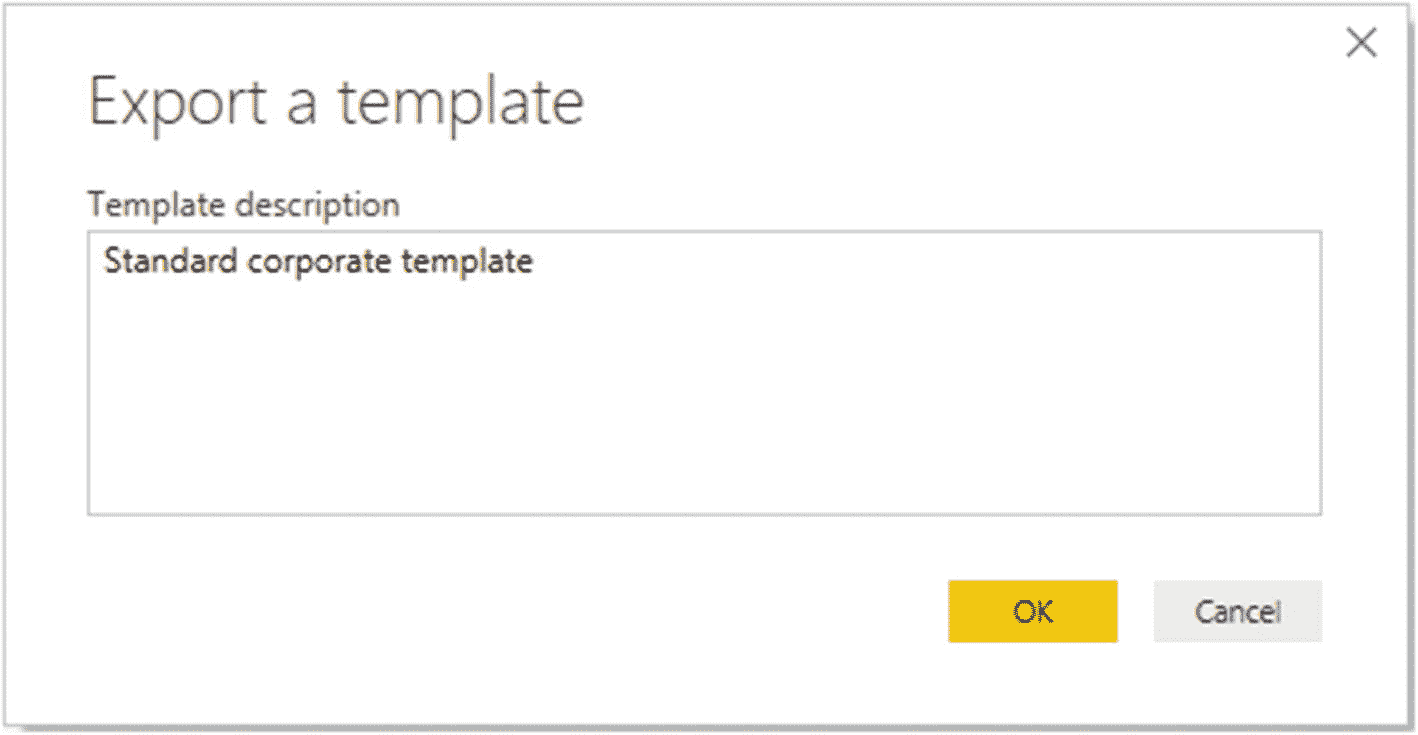 Export a template
Template description
Standard corporate template
OK
Cancel